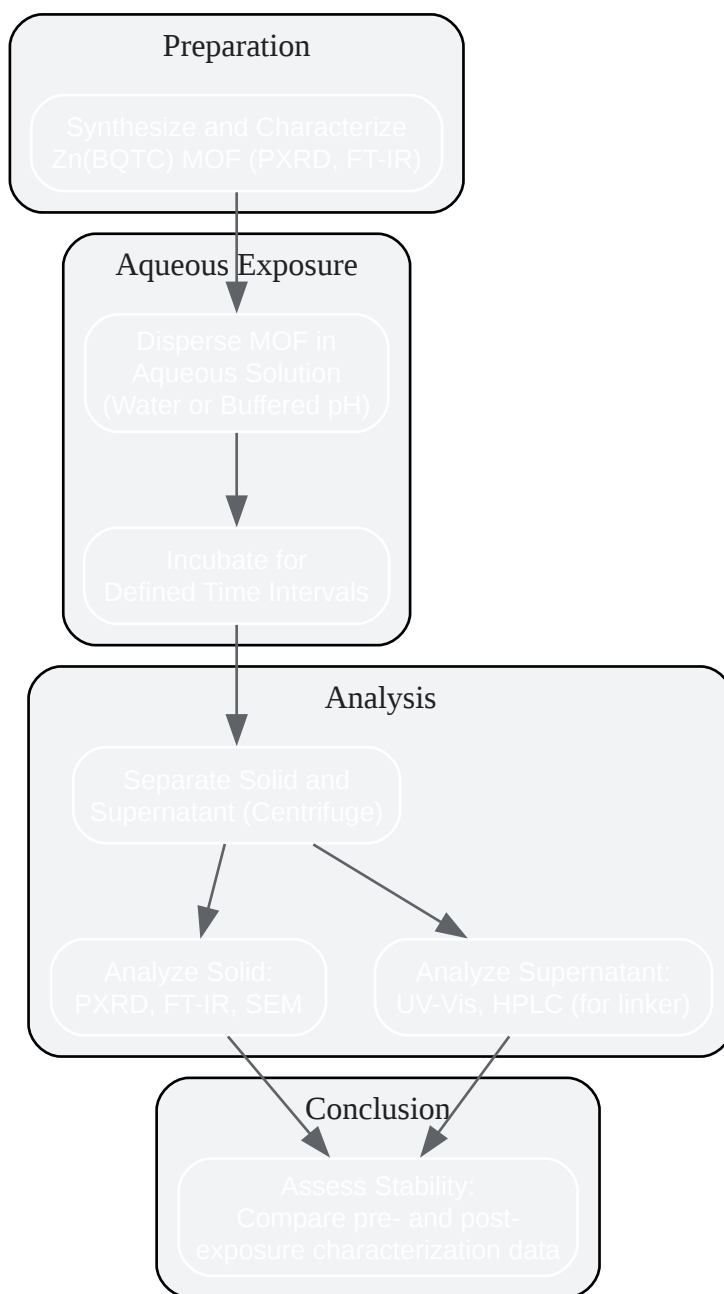 Preparation
Synthesize and Characterize
Zn(BQTC) MOF (PXRD, FT-IR)
Aqueous Exposure
Disperse MOF in
Aqueous Solution
(Water or Buffered pH)
Incubate for
Defined Time Intervals
Analysis
Separate Solid and
Supernatant (Centrifuge)
Analyze Solid:
PXRD, FT-IR, SEM
Analyze Supernatant:
UV-Vis, HPLC (for linker)
Conclusion
Assess Stability:
Compare pre- and post-
exposure characterization data